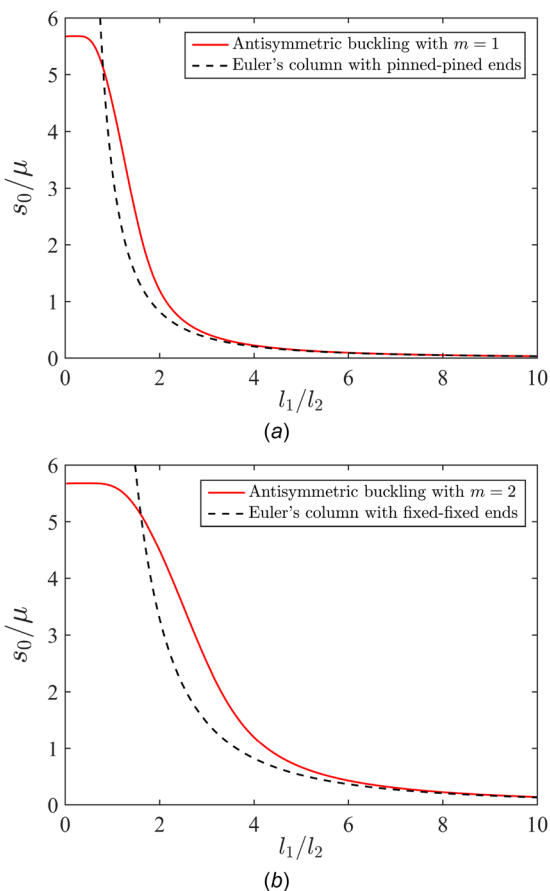 6
5
4
3
2
1
0
s₀/μ
Antisymmetric buckling with m = 1
Euler's column with pinned-pined ends
0 2 4 6 8 10
l₁/l₂
(a)
6
5
4
3
2
1
0
s₀/μ
Antisymmetric buckling with m = 2
Euler's column with fixed-fixed ends
0 2 4 6 8 10
l₁/l₂
(b)